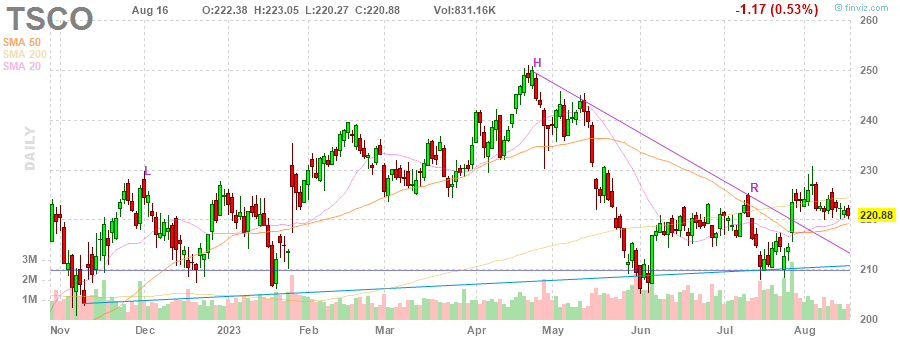 TSCO
Aug 16 O:222.38 H:223.05 L:220.27 C:220.88 Vol:831.16K -1.17 (0.53%)
finviz.com
SMA 50
SMA 200
SMA 20
DAILY
260
250
240
230
220.88
210
200
3M
2M
1M
L
H
R
Nov Dec 2023 Feb Mar Apr May Jun Jul Aug